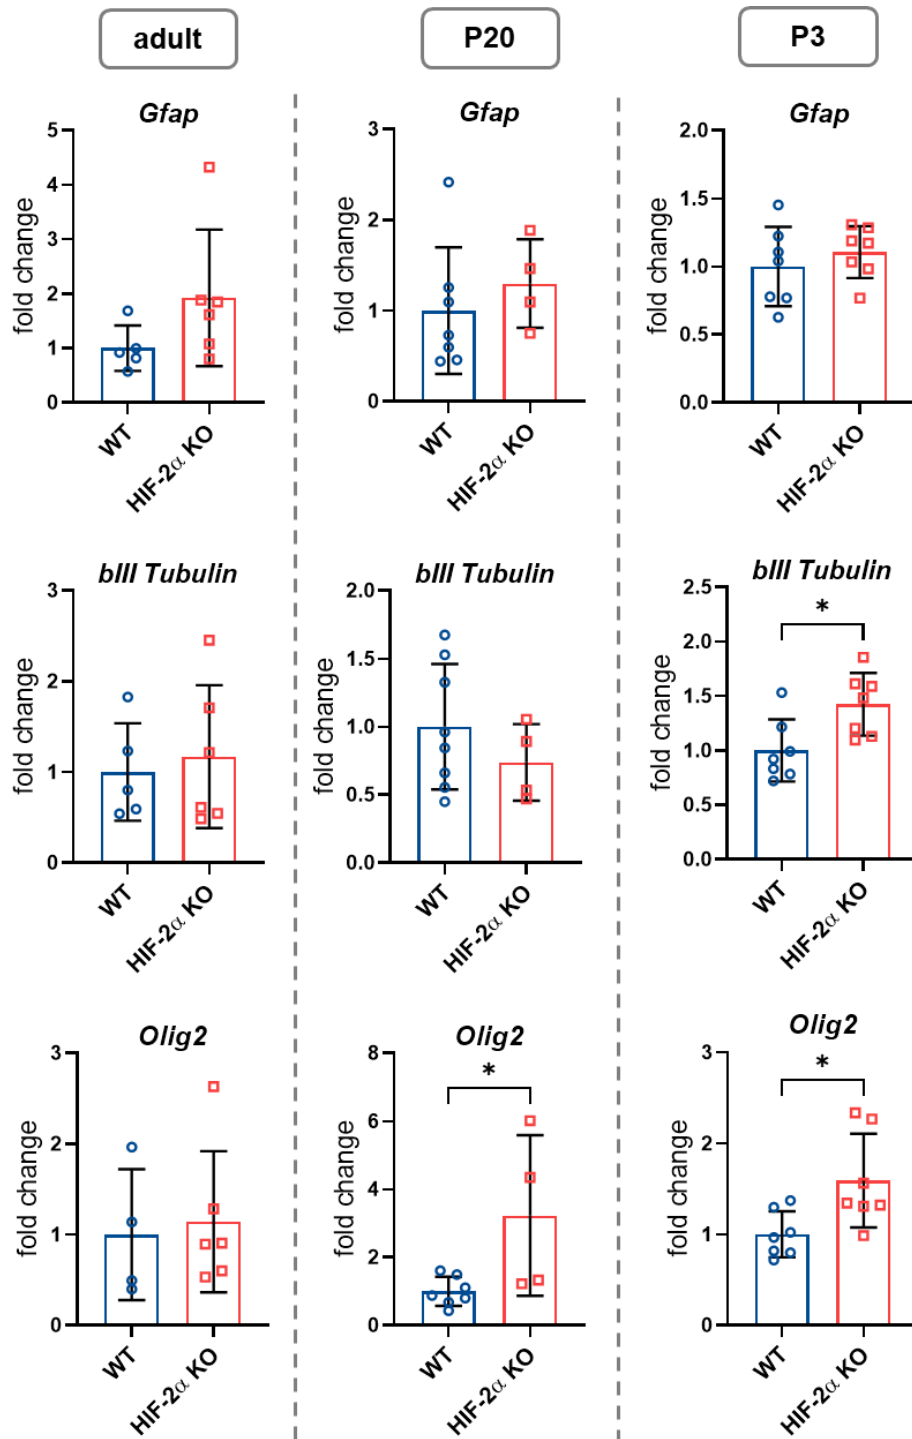 adult
P20
P3
Gfap
fold change
5
4
3
2
1
0
WT
HIF-2α KO
Gfap
fold change
3
2
1
0
WT
HIF-2α KO
Gfap
fold change
2.0
1.5
1.0
0.5
0.0
WT
HIF-2α KO
bIII Tubulin
fold change
3
2
1
0
WT
HIF-2α KO
bIII Tubulin
fold change
2.0
1.5
1.0
0.5
0.0
WT
HIF-2α KO
bIII Tubulin
fold change
2.5
2.0
1.5
1.0
0.5
0.0
*
WT
HIF-2α KO
Olig2
fold change
3
2
1
0
WT
HIF-2α KO
Olig2
fold change
8
6
4
2
0
*
WT
HIF-2α KO
Olig2
fold change
3
2
1
0
*
WT
HIF-2α KO